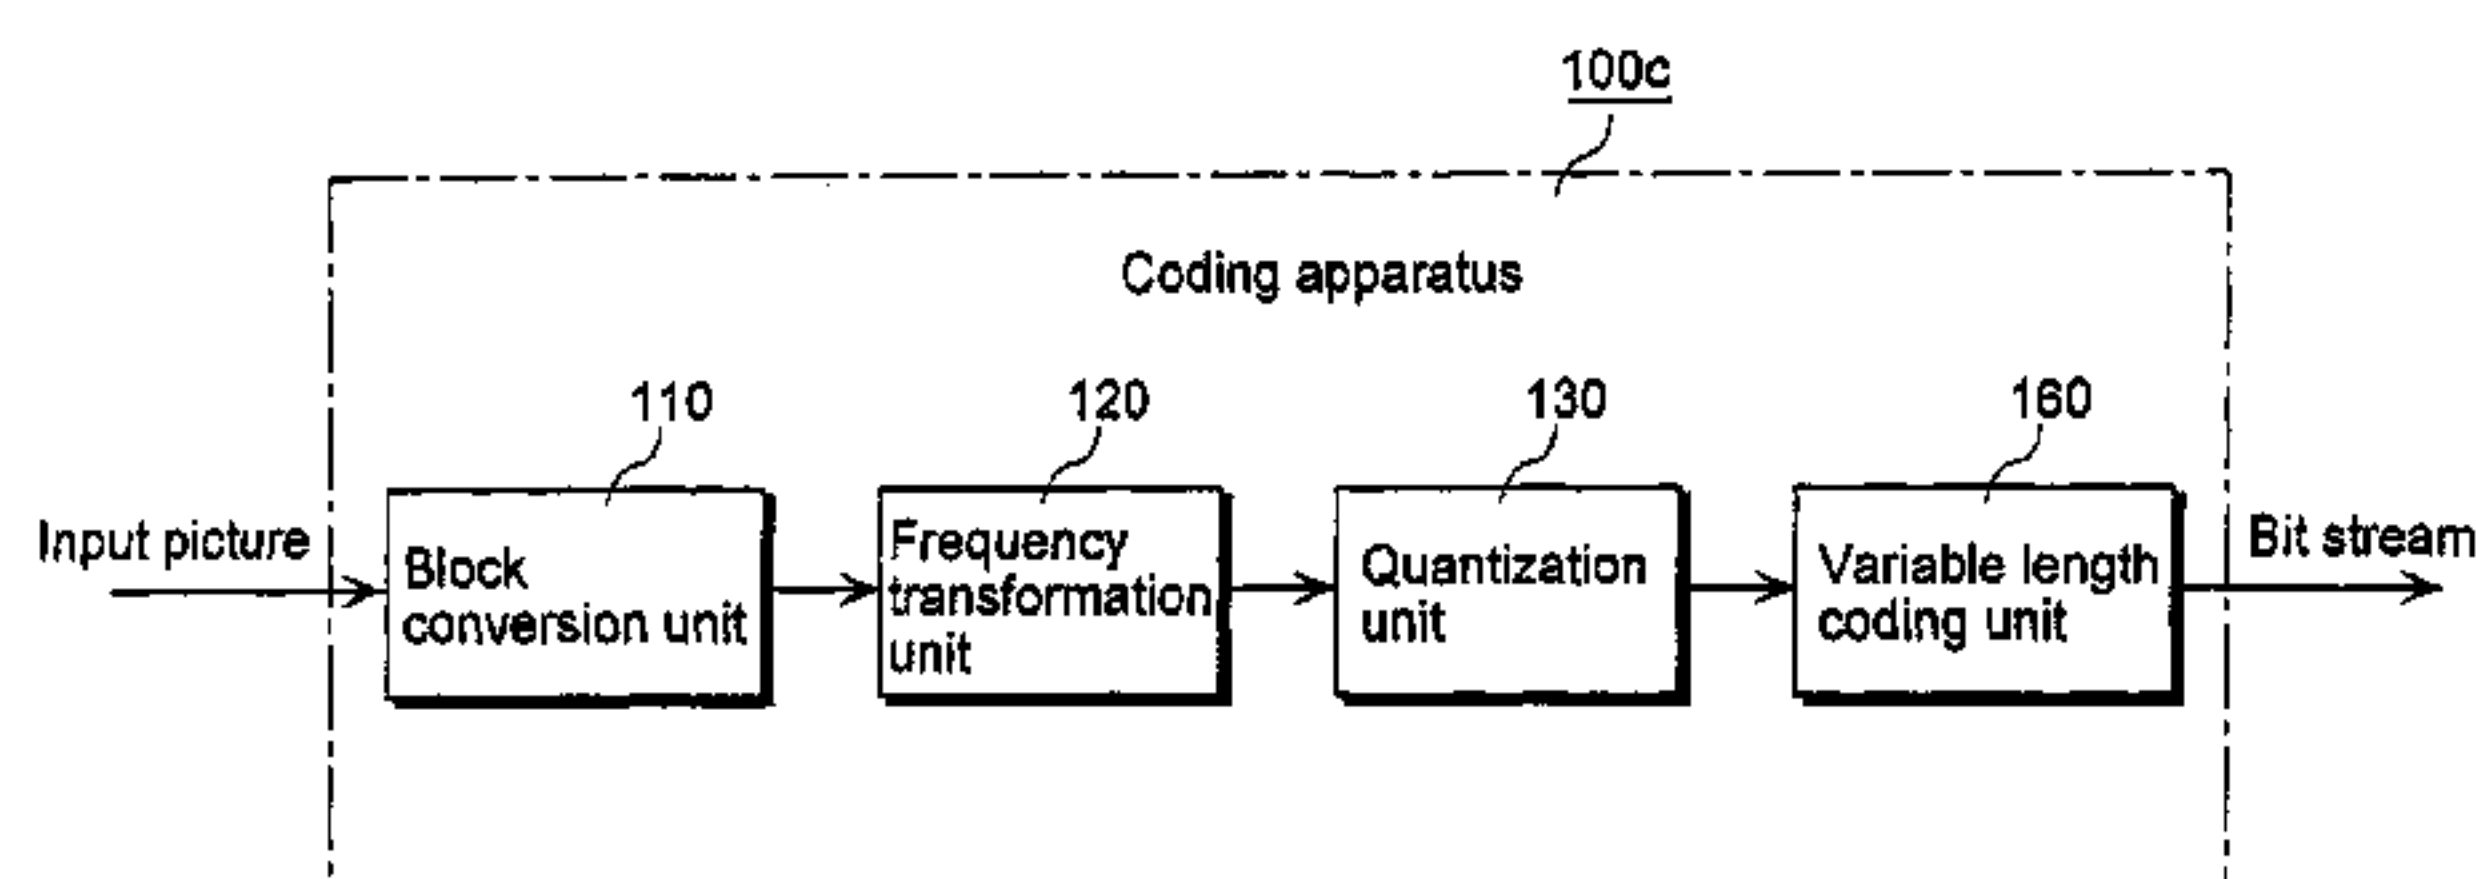 100c
Coding apparatus
110
120
130
160
Input picture
Block
conversion unit
Frequency
transformation
unit
Quantization
unit
Variable length
coding unit
Bit stream